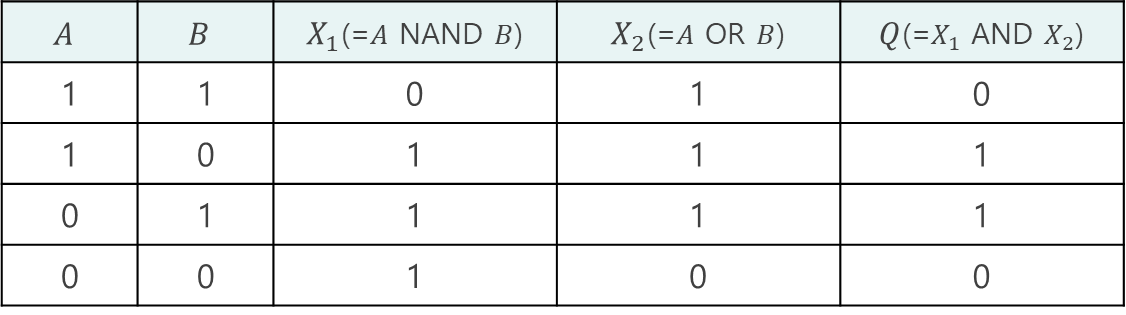 A B X₁(=A NAND B) X₂(=A OR B) Q(=X₁ AND X₂)
1 1 0 1 0
1 0 1 1 1
0 1 1 1 1
0 0 1 0 0